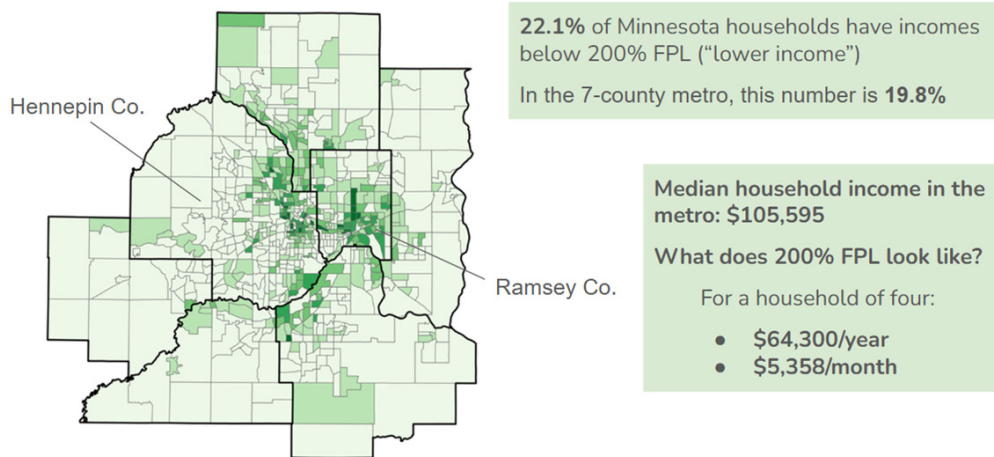 Hennepin Co.
Ramsey Co.
22.1% of Minnesota households have incomes
below 200% FPL (“lower income”)
In the 7-county metro, this number is 19.8%
Median household income in the
metro: $105,595
What does 200% FPL look like?
For a household of four:
● $64,300/year
● $5,358/month